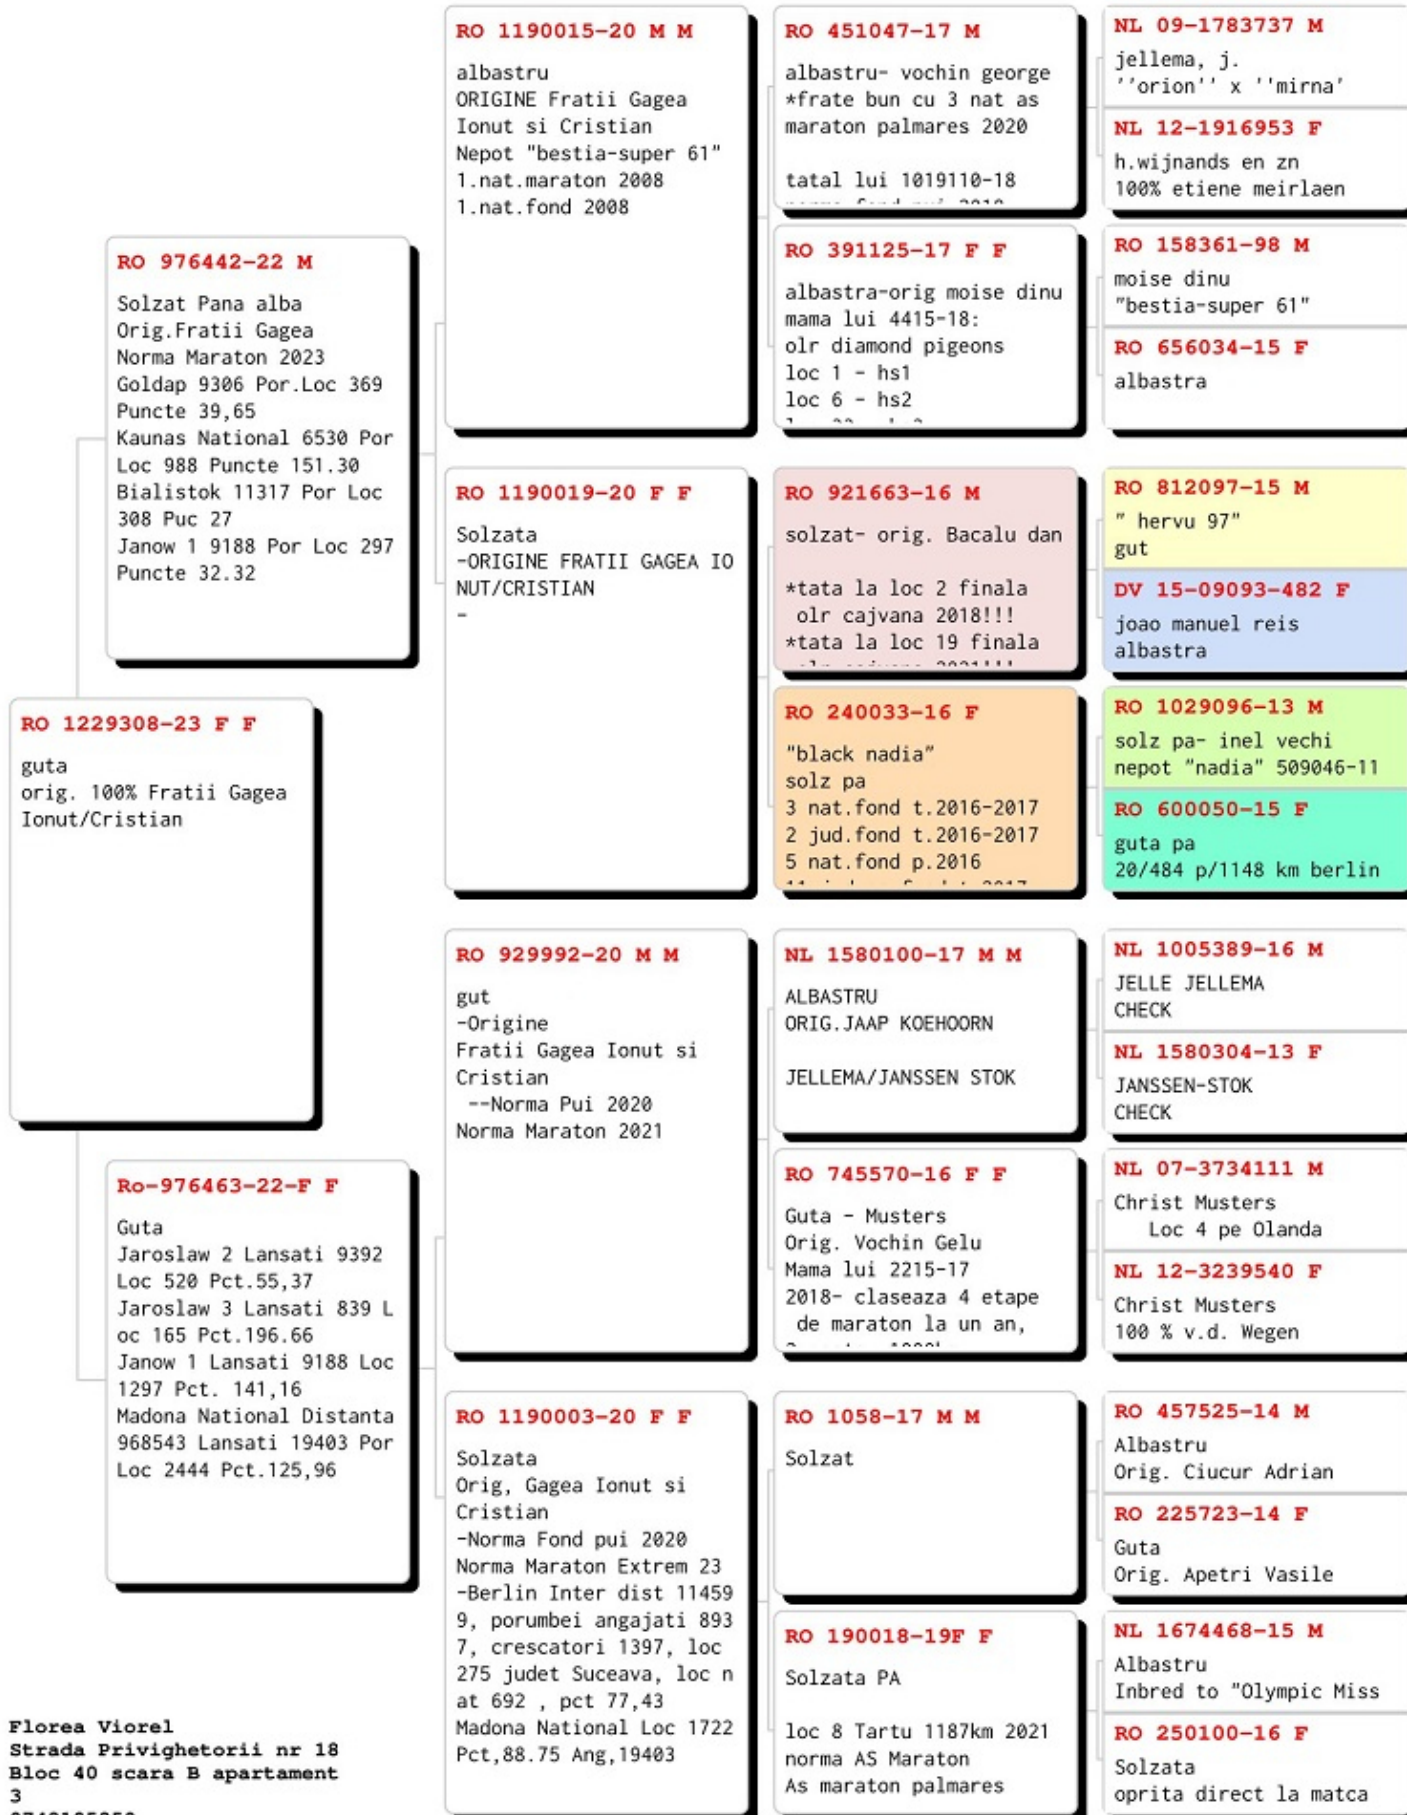 RO 1190015-20 M M
albastru
ORIGINE Fratii Gagea
Ionut si Cristian
Nepot "bestia-super 61"
1.nat.maraton 2008
1.nat.fond 2008
RO 451047-17 M
albastru- vochin george
*frate bun cu 3 nat as
maraton palmares 2020
tatal lui 1019110-18
NL 09-1783737 M
jellema, j.
''orion'' x ''mirna'
NL 12-1916953 F
h.wijnands en zn
100% etiene meirlaen
RO 391125-17 F F
albastra-orig moise dinu
mama lui 4415-18:
olr diamond pigeons
loc 1 - hs1
loc 6 - hs2
RO 158361-98 M
moise dinu
"bestia-super 61"
RO 656034-15 F
albastra
RO 976442-22 M
Solzat Pana alba
Orig.Fratii Gagea
Norma Maraton 2023
Goldap 9306 Por.Loc 369
Puncte 39,65
Kaunas National 6530 Por
Loc 988 Puncte 151.30
Bialistok 11317 Por Loc
308 Puc 27
Janow 1 9188 Por Loc 297
Puncte 32.32
RO 1190019-20 F F
Solzata
-ORIGINE FRATII GAGEA IO
NUT/CRISTIAN
-
RO 921663-16 M
solzat- orig. Bacalu dan
*tata la loc 2 finala
olr cajvana 2018!!!
*tata la loc 19 finala
RO 812097-15 M
" hervu 97"
gut
DV 15-09093-482 F
joao manuel reis
albastra
RO 240033-16 F
"black nadia"
solz pa
3 nat.fond t.2016-2017
2 jud.fond t.2016-2017
5 nat.fond p.2016
RO 1029096-13 M
solz pa- inel vechi
nepot "nadia" 509046-11
RO 600050-15 F
guta pa
20/484 p/1148 km berlin
RO 1229308-23 F F
guta
orig. 100% Fratii Gagea
Ionut/Cristian
RO 929992-20 M M
gut
-Origine
Fratii Gagea Ionut si
Cristian
--Norma Pui 2020
Norma Maraton 2021
NL 1580100-17 M M
ALBASTRU
ORIG.JAAP KOEHOORN
JELLEMA/JANSSEN STOK
NL 1005389-16 M
JELLE JELLEMA
CHECK
NL 1580304-13 F
JANSSEN-STOK
CHECK
RO 745570-16 F F
Guta - Musters
Orig. Vochin Gelu
Mama lui 2215-17
2018- claseaza 4 etape
de maraton la un an,
NL 07-3734111 M
Christ Musters
Loc 4 pe Olanda
NL 12-3239540 F
Christ Musters
100 % v.d. Wegen
Ro-976463-22-F F
Guta
Jaroslaw 2 Lansati 9392
Loc 520 Pct.55,37
Jaroslaw 3 Lansati 839 L
oc 165 Pct.196.66
Janow 1 Lansati 9188 Loc
1297 Pct. 141,16
Madona National Distanta
968543 Lansati 19403 Por
Loc 2444 Pct.125,96
RO 1190003-20 F F
Solzata
Orig, Gagea Ionut si
Cristian
-Norma Fond pui 2020
Norma Maraton Extrem 23
-Berlin Inter dist 11459
9, porumbei angajati 893
7, crescatori 1397, loc
275 judet Suceava, loc n
at 692 , pct 77,43
Madona National Loc 1722
Pct,88.75 Ang,19403
RO 1058-17 M M
Solzat
RO 457525-14 M
Albastru
Orig. Ciucur Adrian
RO 225723-14 F
Guta
Orig. Apetri Vasile
RO 190018-19F F
Solzata PA
loc 8 Tartu 1187km 2021
norma AS Maraton
As maraton palmares
NL 1674468-15 M
Albastru
Inbred to "Olympic Miss
RO 250100-16 F
Solzata
oprita direct la matca
Florea Viorel
Strada Privighetorii nr 18
Bloc 40 scara B apartament
3